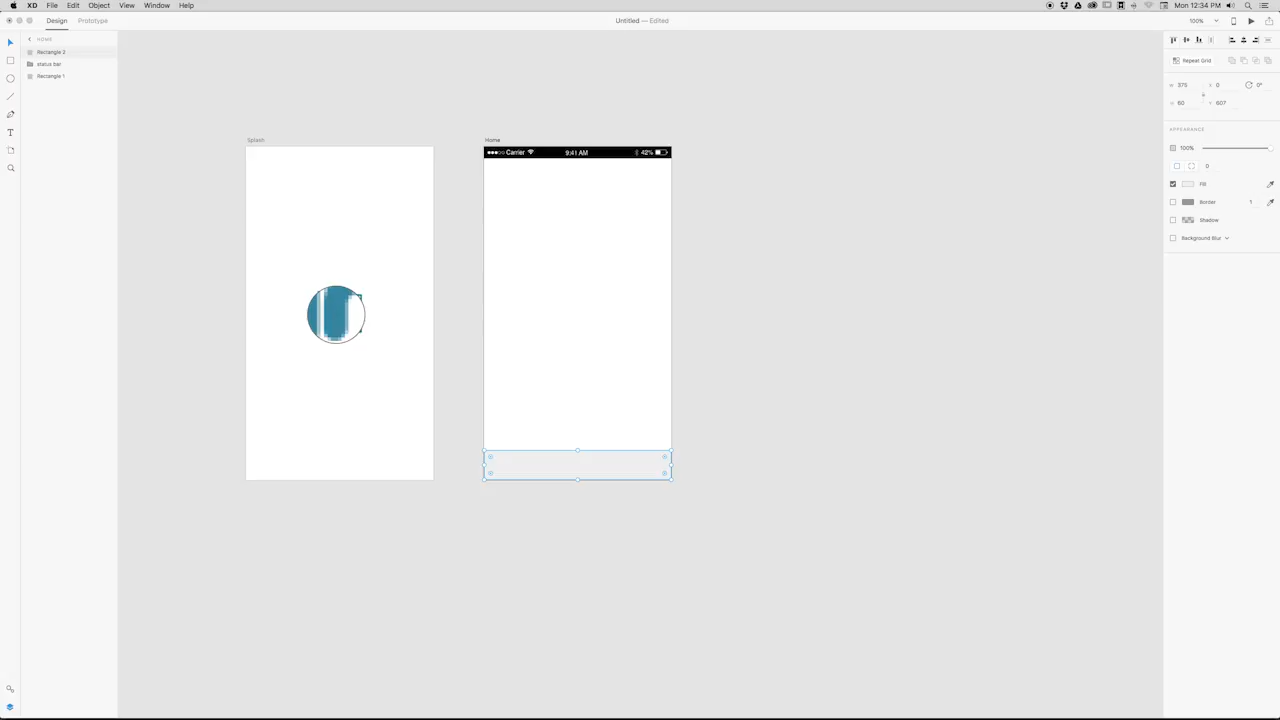 XD File Edit Object View Window Help
Mon 12:34 PM
Design Prototype
Untitled — Edited
100%
HOME
Rectangle 2
status bar
Rectangle 1
Splash
Home
Carrier
9:41 AM
42%
Repeat Grid
W 375 X 0 0°
H 60 Y 607
APPEARANCE
100%
0
Fill
Border 1
Shadow
Background Blur